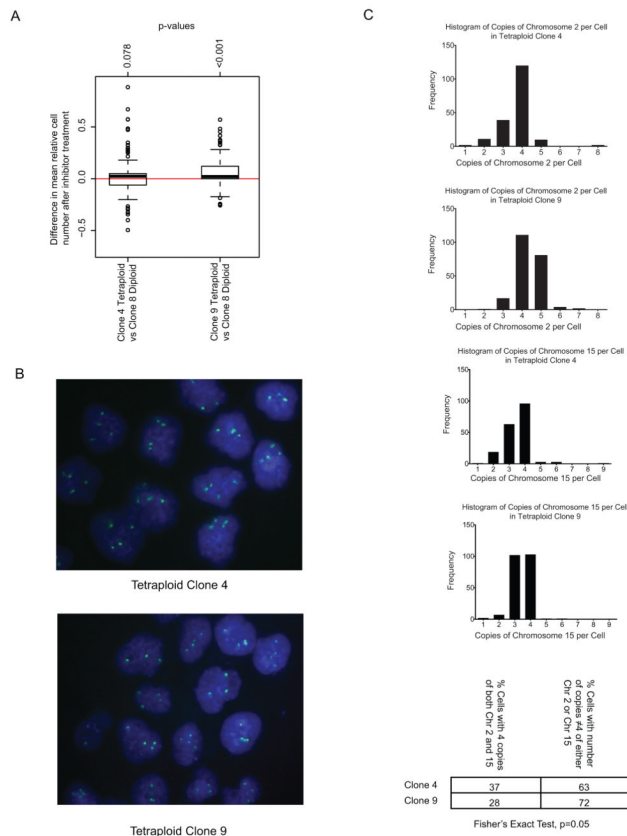 A
p-values
0.078
<0.001
Difference in mean relative cell
number after inhibitor treatment
0.5
0.0
−0.5
Clone 4 Tetraploid
vs Clone 8 Diploid
Clone 9 Tetraploid
vs Clone 8 Diploid
B
Tetraploid Clone 4
Tetraploid Clone 9
C
Histogram of Copies of Chromosome 2 per Cell
in Tetraploid Clone 4
Frequency
150
100
50
0
1 2 3 4 5 6 7 8
Copies of Chromosome 2 per Cell
Histogram of Copies of Chromosome 2 per Cell
in Tetraploid Clone 9
Frequency
150
100
50
0
1 2 3 4 5 6 7 8
Copies of Chromosome 2 per Cell
Histogram of Copies of Chromosome 15 per Cell
in Tetraploid Clone 4
Frequency
150
100
50
0
1 2 3 4 5 6 7 8 9
Copies of Chromosome 15 per Cell
Histogram of Copies of Chromosome 15 per Cell
in Tetraploid Clone 9
Frequency
150
100
50
0
1 2 3 4 5 6 7 8 9
Copies of Chromosome 15 per Cell
% Cells with 4 copies
of both Chr 2 and 15
% Cells with number
of copies ≠4 of either
Chr 2 or Chr 15
Clone 4 37 63
Clone 9 28 72
Fisher's Exact Test, p=0.05